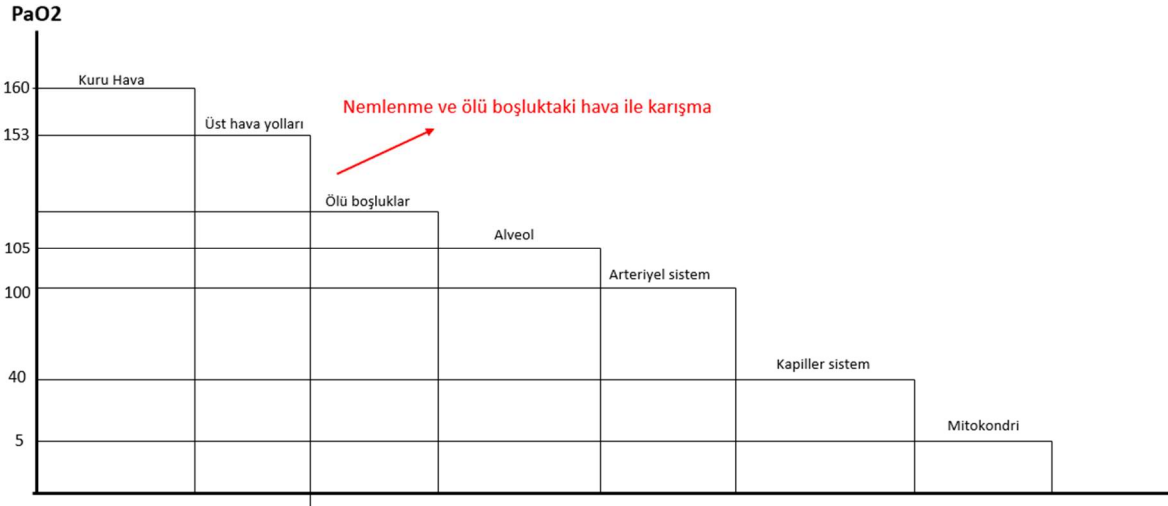 PaO2
160
Kuru Hava
Nemlenme ve ölü boşluktaki hava ile karışma
153
Üst hava yolları
Ölü boşluklar
105
Alveol
100
Arteriyel sistem
40
Kapiller sistem
5
Mitokondri